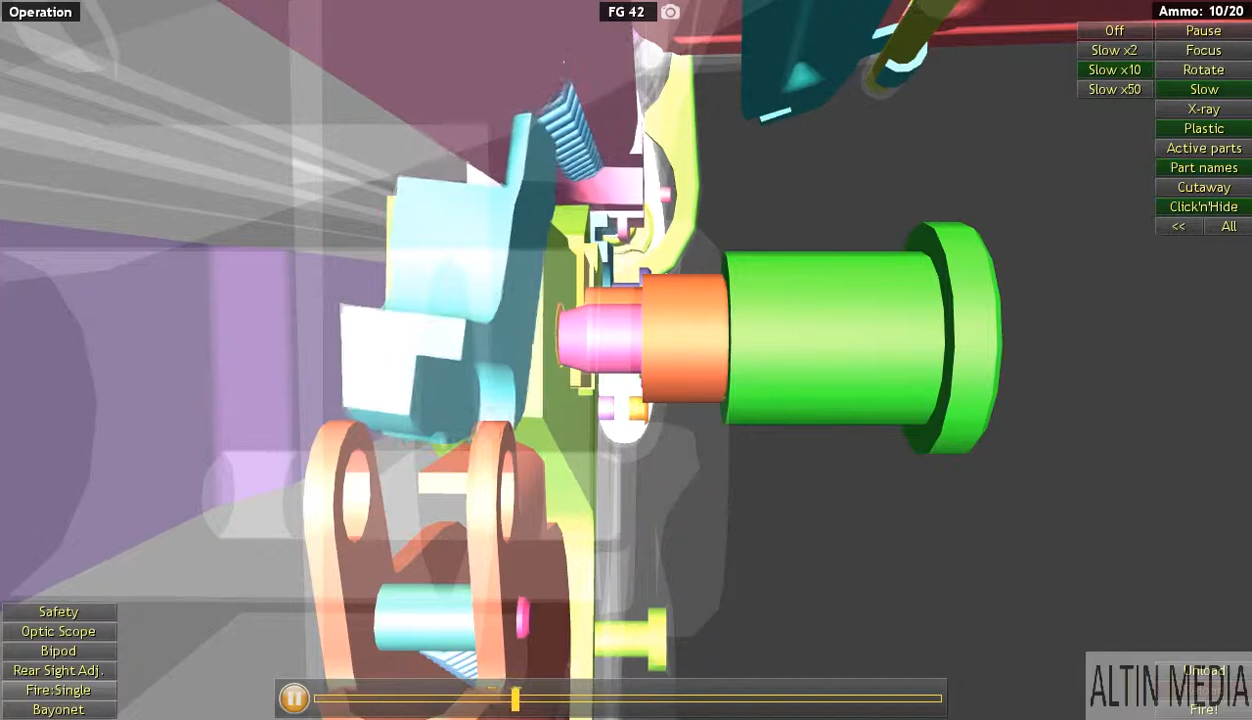 Operation
FG 42
Ammo: 10/20
Off
Pause
Slow x2
Focus
Slow x10
Rotate
Slow x50
Slow
X-ray
Plastic
Active parts
Part names
Cutaway
Click'n'Hide
<< All
Safety
Optic Scope
Bipod
Rear Sight Adj.
Fire:Single
Bayonet
Unload
ALTIN MEDIA
Fire!